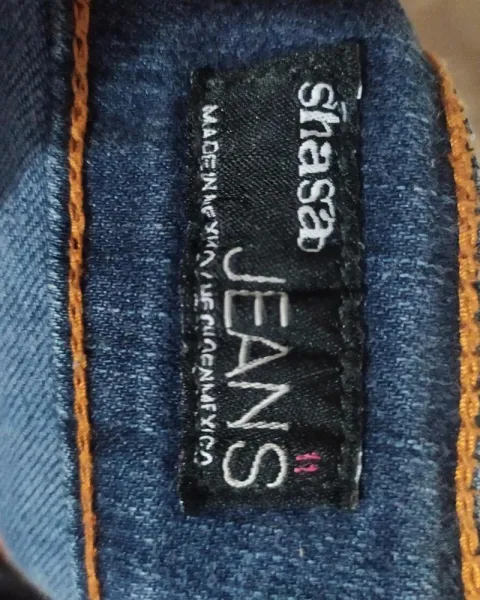 shasa
11
JEANS
MADE IN MEXICO / HECHO EN MEXICO